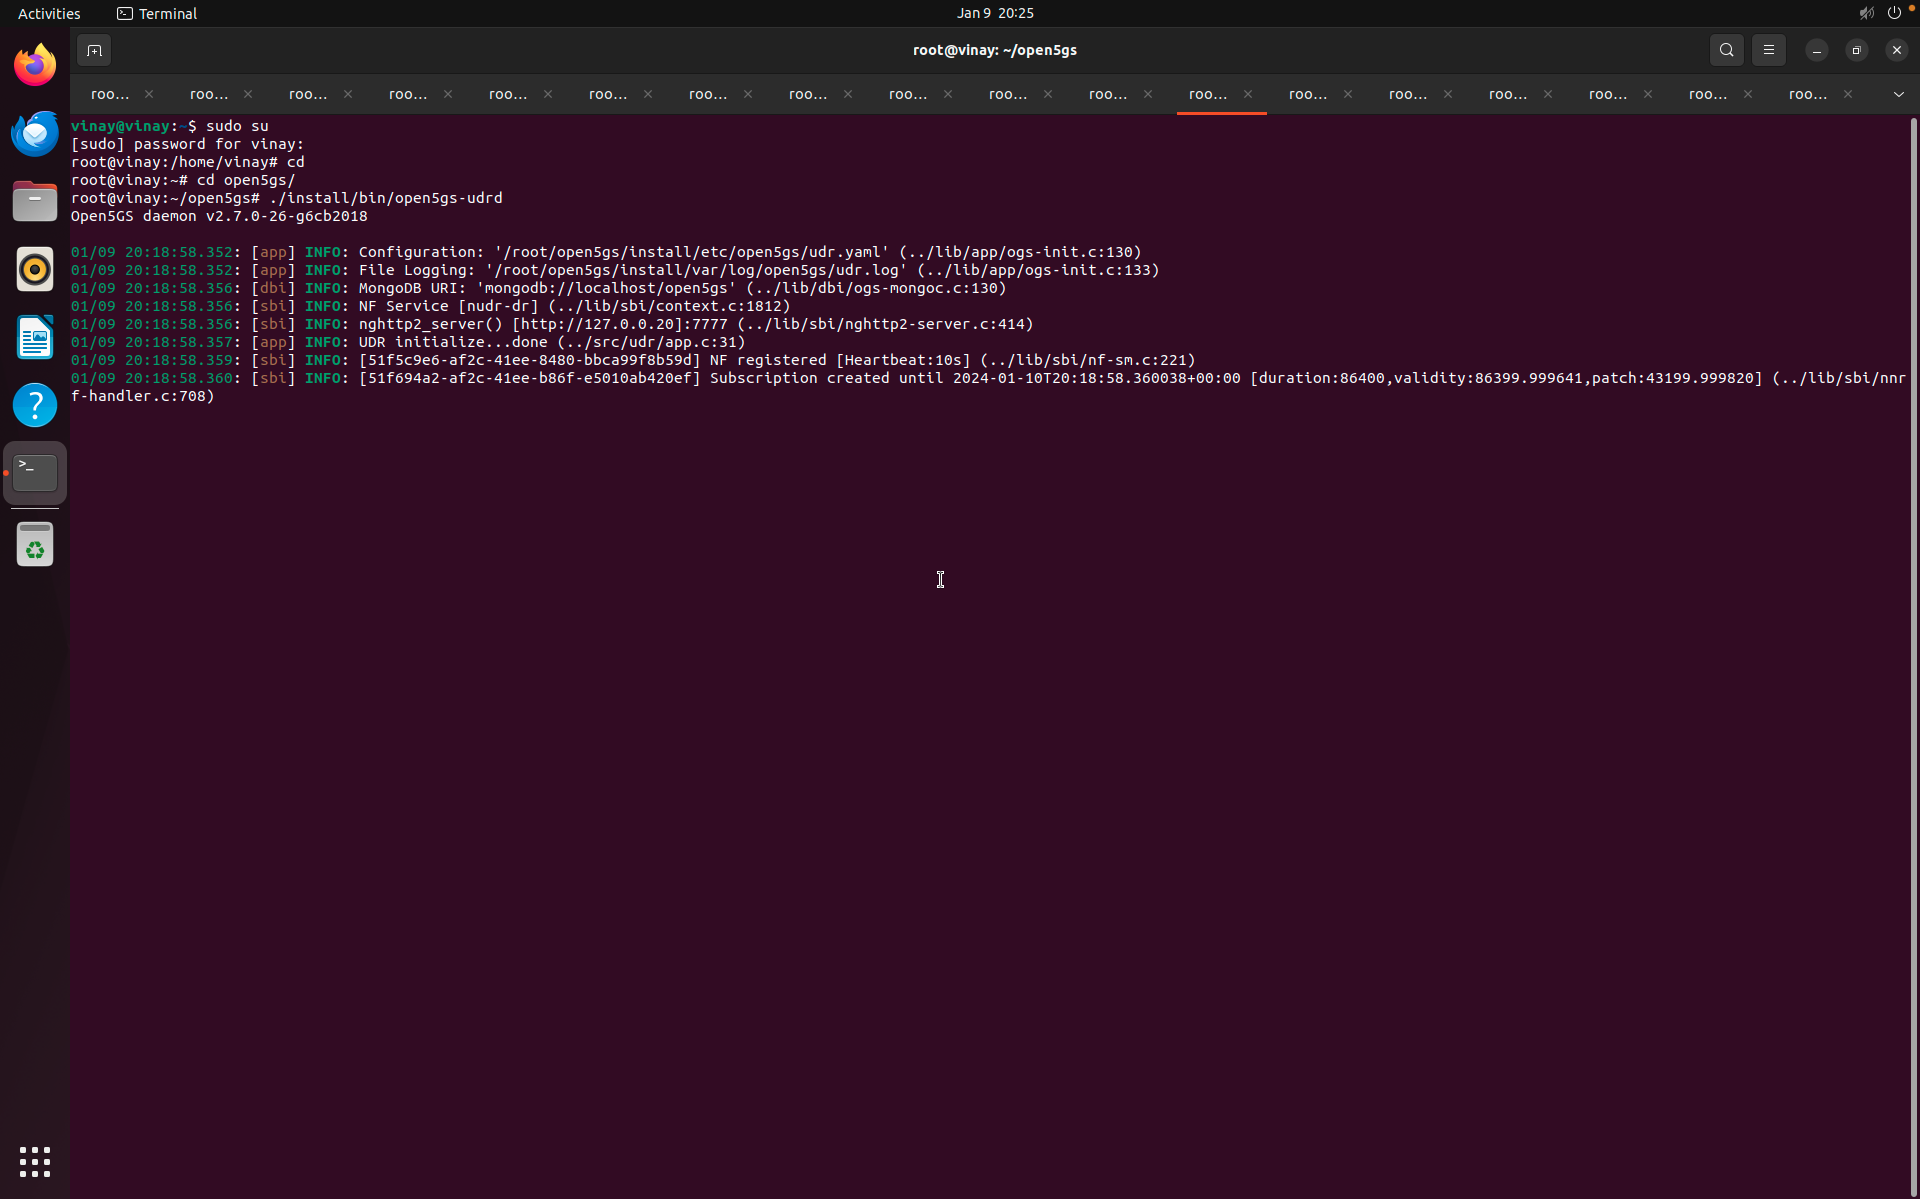 Activities Terminal Jan 9 20:25
root@vinay: ~/open5gs
roo... roo... roo... roo... roo... roo... roo... roo... roo... roo... roo... roo... roo... roo... roo... roo... roo... roo...
vinay@vinay:~$ sudo su
[sudo] password for vinay:
root@vinay:/home/vinay# cd
root@vinay:~# cd open5gs/
root@vinay:~/open5gs# ./install/bin/open5gs-udrd
Open5GS daemon v2.7.0-26-g6cb2018
01/09 20:18:58.352: [app] INFO: Configuration: '/root/open5gs/install/etc/open5gs/udr.yaml' (../lib/app/ogs-init.c:130)
01/09 20:18:58.352: [app] INFO: File Logging: '/root/open5gs/install/var/log/open5gs/udr.log' (../lib/app/ogs-init.c:133)
01/09 20:18:58.356: [dbi] INFO: MongoDB URI: 'mongodb://localhost/open5gs' (../lib/dbi/ogs-mongoc.c:130)
01/09 20:18:58.356: [sbi] INFO: NF Service [nudr-dr] (../lib/sbi/context.c:1812)
01/09 20:18:58.356: [sbi] INFO: nghttp2_server() [http://127.0.0.20]:7777 (../lib/sbi/nghttp2-server.c:414)
01/09 20:18:58.357: [app] INFO: UDR initialize...done (../src/udr/app.c:31)
01/09 20:18:58.359: [sbi] INFO: [51f5c9e6-af2c-41ee-8480-bbca99f8b59d] NF registered [Heartbeat:10s] (../lib/sbi/nf-sm.c:221)
01/09 20:18:58.360: [sbi] INFO: [51f694a2-af2c-41ee-b86f-e5010ab420ef] Subscription created until 2024-01-10T20:18:58.360038+00:00 [duration:86400,validity:86399.999641,patch:43199.999820] (../lib/sbi/nnr
f-handler.c:708)